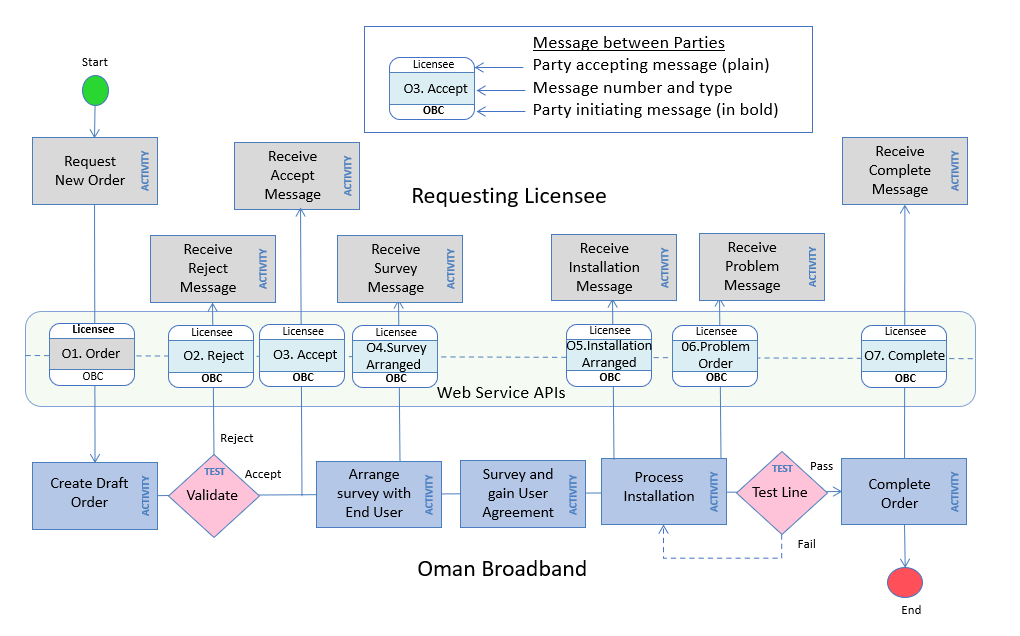 Message between Parties
Licensee
Party accepting message (plain)
O3. Accept
Message number and type
OBC
Party initiating message (in bold)
Start
Request
New Order
ACTIVITY
Receive
Accept
Message
ACTIVITY
Requesting Licensee
Receive
Complete
Message
ACTIVITY
Receive
Reject
Message
ACTIVITY
Receive
Survey
Message
ACTIVITY
Receive
Installation
Message
ACTIVITY
Receive
Problem
Message
ACTIVITY
Licensee
O1. Order
OBC
Licensee
O2. Reject
OBC
Licensee
O3. Accept
OBC
Licensee
O4.Survey
Arranged
OBC
Licensee
O5.Installation
Arranged
OBC
Licensee
06.Problem
Order
OBC
Licensee
O7. Complete
OBC
Web Service APIs
Reject
Accept
Create Draft
Order
ACTIVITY
TEST
Validate
Arrange
survey with
End User
ACTIVITY
Survey and
gain User
Agreement
ACTIVITY
Process
Installation
ACTIVITY
TEST
Test Line
Pass
Fail
Complete
Order
ACTIVITY
Oman Broadband
End